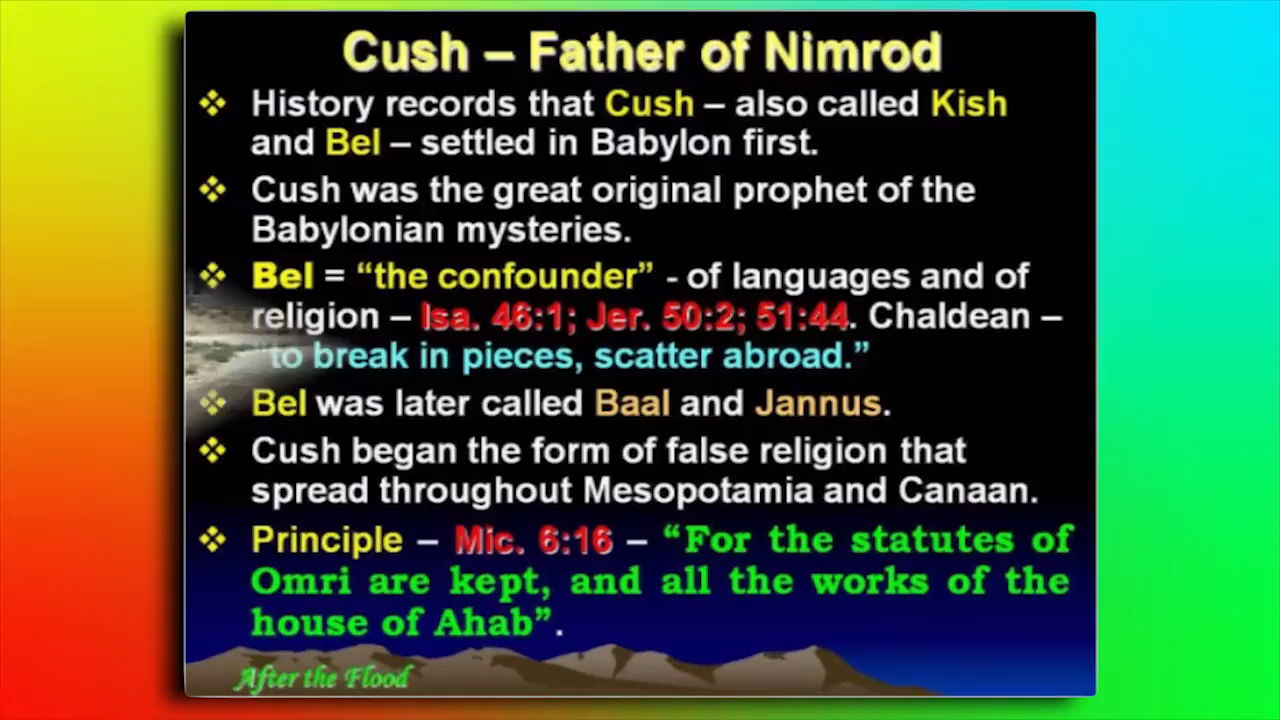 Cush – Father of Nimrod
❖ History records that Cush – also called Kish
and Bel – settled in Babylon first.
❖ Cush was the great original prophet of the
Babylonian mysteries.
❖ Bel = “the confounder” - of languages and of
religion – Isa. 46:1; Jer. 50:2; 51:44. Chaldean –
“to break in pieces, scatter abroad.”
❖ Bel was later called Baal and Jannus.
❖ Cush began the form of false religion that
spread throughout Mesopotamia and Canaan.
❖ Principle – Mic. 6:16 – “For the statutes of
Omri are kept, and all the works of the
house of Ahab”.
After the Flood